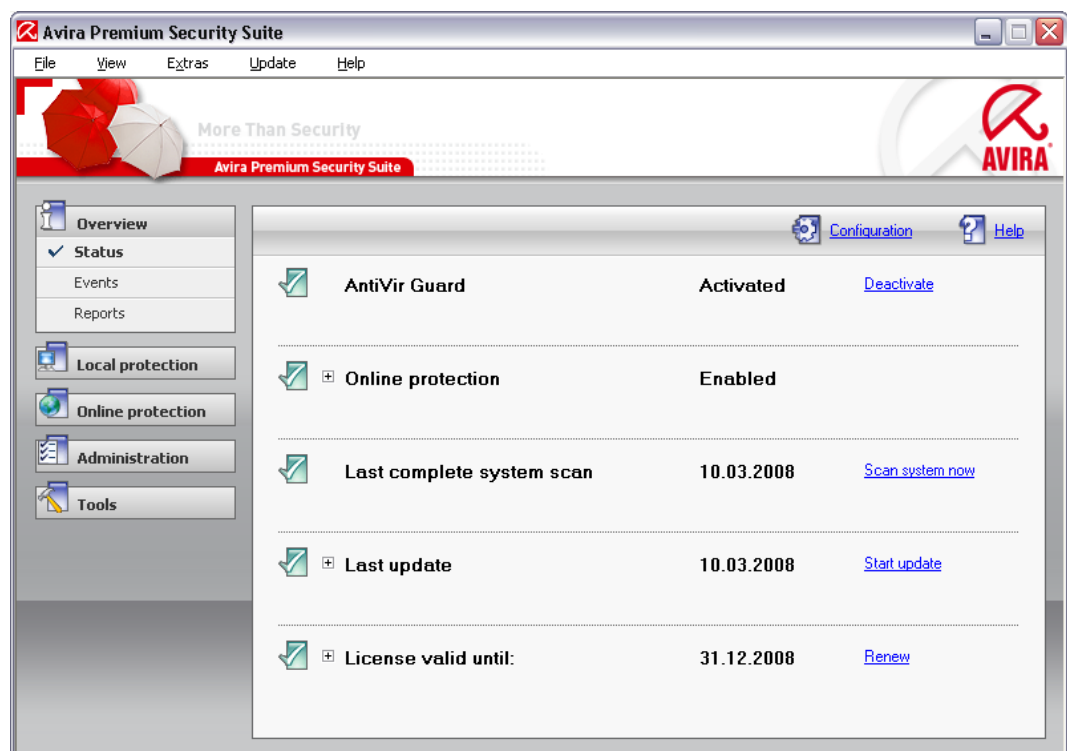 Avira Premium Security Suite
File View Extras Update Help
More Than Security
Avira Premium Security Suite
AVIRA
Overview
Status
Events
Reports
Local protection
Online protection
Administration
Tools
Configuration Help
AntiVir Guard Activated Deactivate
Online protection Enabled
Last complete system scan 10.03.2008 Scan system now
Last update 10.03.2008 Start update
License valid until: 31.12.2008 Renew